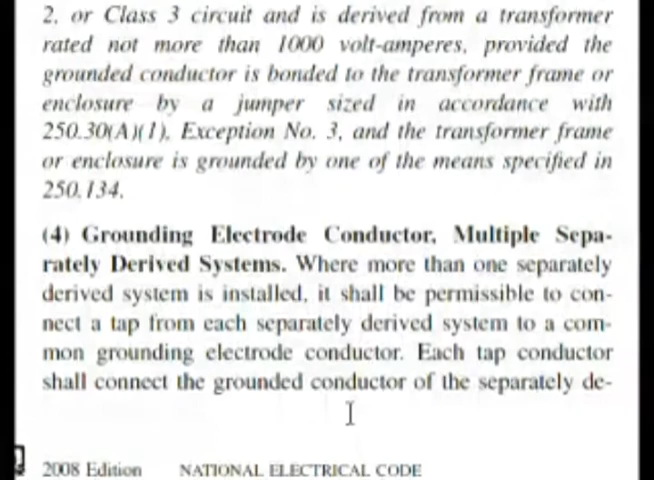 2, or Class 3 circuit and is derived from a transformer
rated not more than 1000 volt-amperes, provided the
grounded conductor is bonded to the transformer frame or
enclosure by a jumper sized in accordance with
250.30(A)(1), Exception No. 3, and the transformer frame
or enclosure is grounded by one of the means specified in
250.134.
(4) Grounding Electrode Conductor, Multiple Sepa-
rately Derived Systems. Where more than one separately
derived system is installed, it shall be permissible to con-
nect a tap from each separately derived system to a com-
mon grounding electrode conductor. Each tap conductor
shall connect the grounded conductor of the separately de-
2008 Edition NATIONAL ELECTRICAL CODE